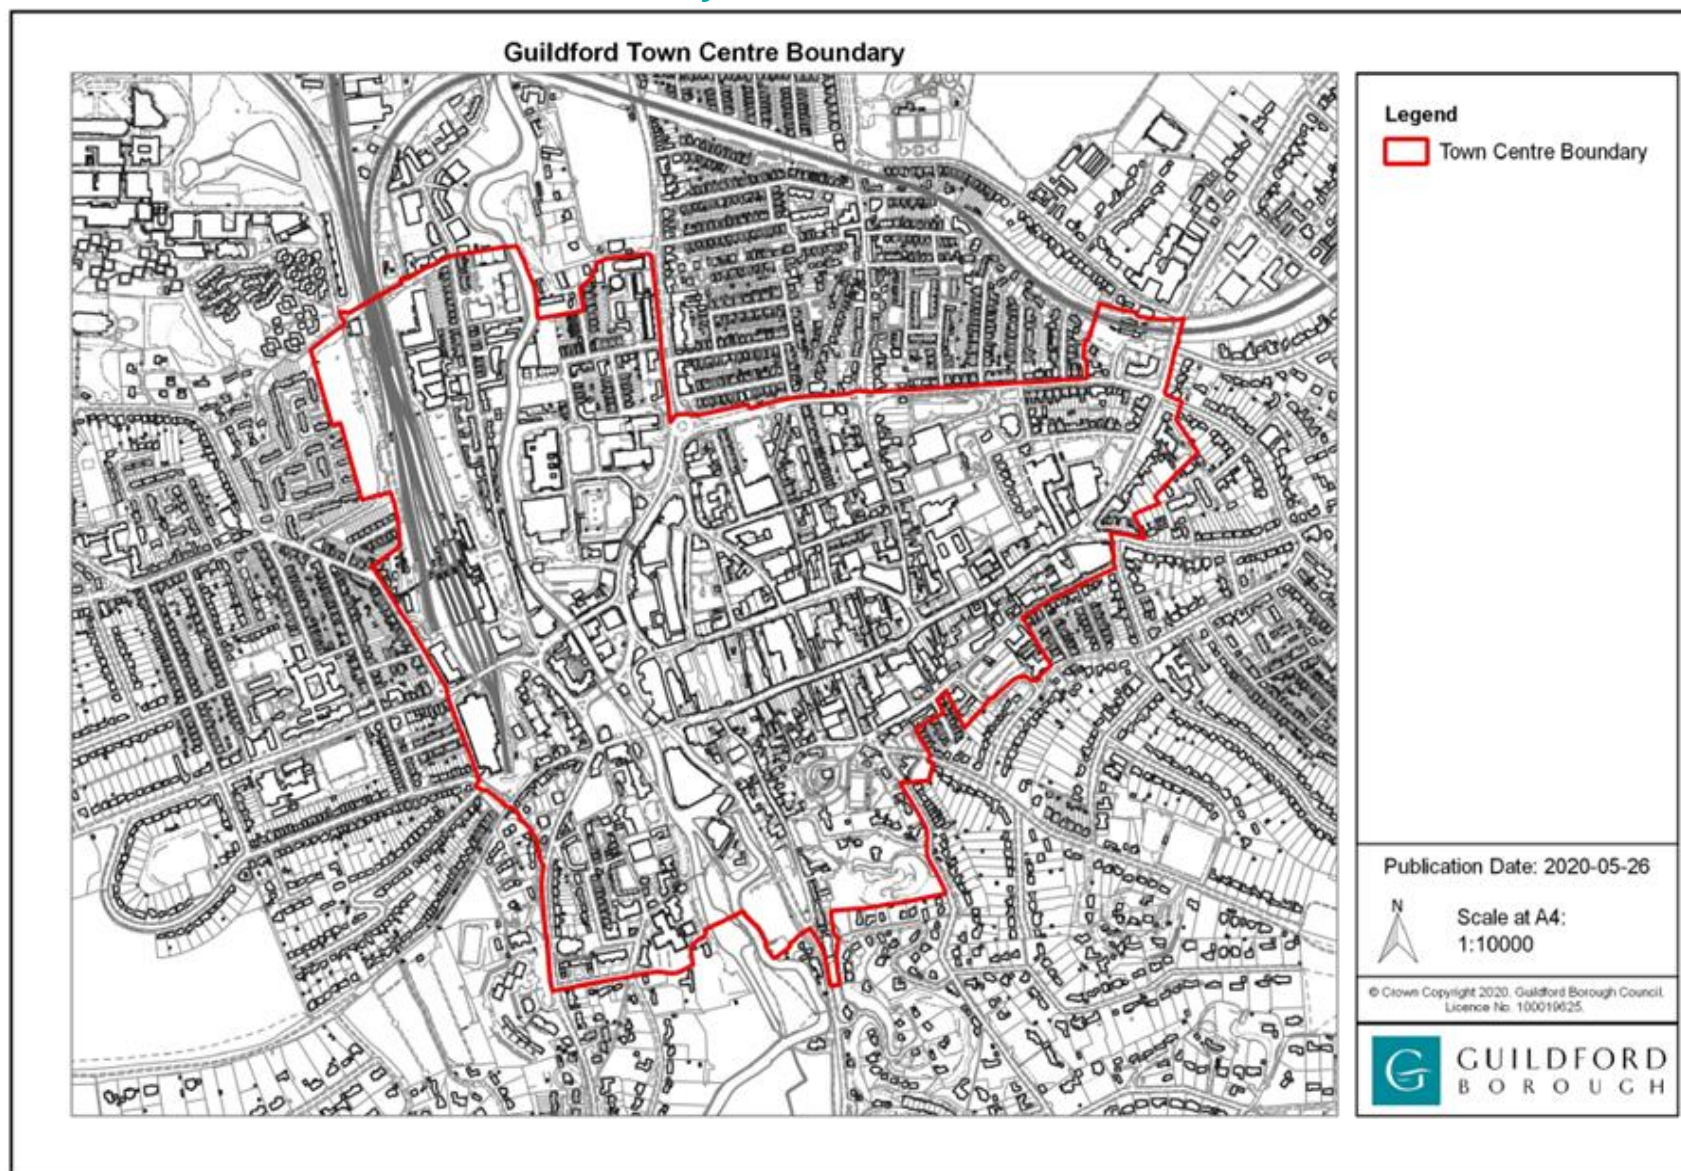 Guildford Town Centre Boundary
Legend
Town Centre Boundary
Publication Date: 2020-05-26
N
Scale at A4:
1:10000
© Crown Copyright 2020. Guildford Borough Council.
Licence No. 100019625.
G
GUILDFORD
BOROUGH